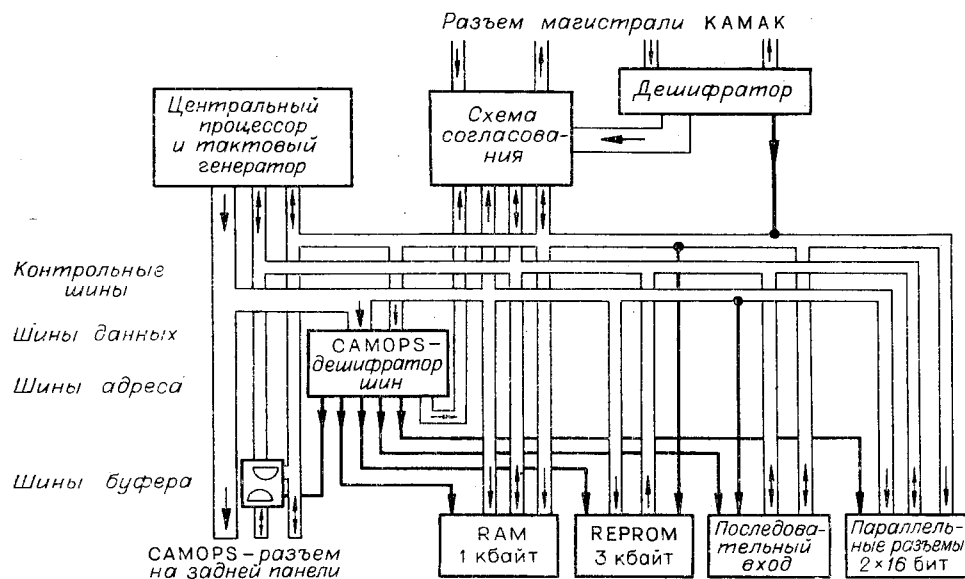 Разъем магистрали КАМАК
Дешифратор
Центральный
процессор
и тактовый
генератор
Схема
согласова-
ния
Контрольные
шины
Шины данных
Шины адреса
Шины буфера
CAMOPS-
дешифратор
шин
CAMOPS-разъем
на задней панели
RAM
1 кбайт
REPROM
3 кбайт
Последова-
тельный
вход
Параллель-
ные разъемы
2×16 бит